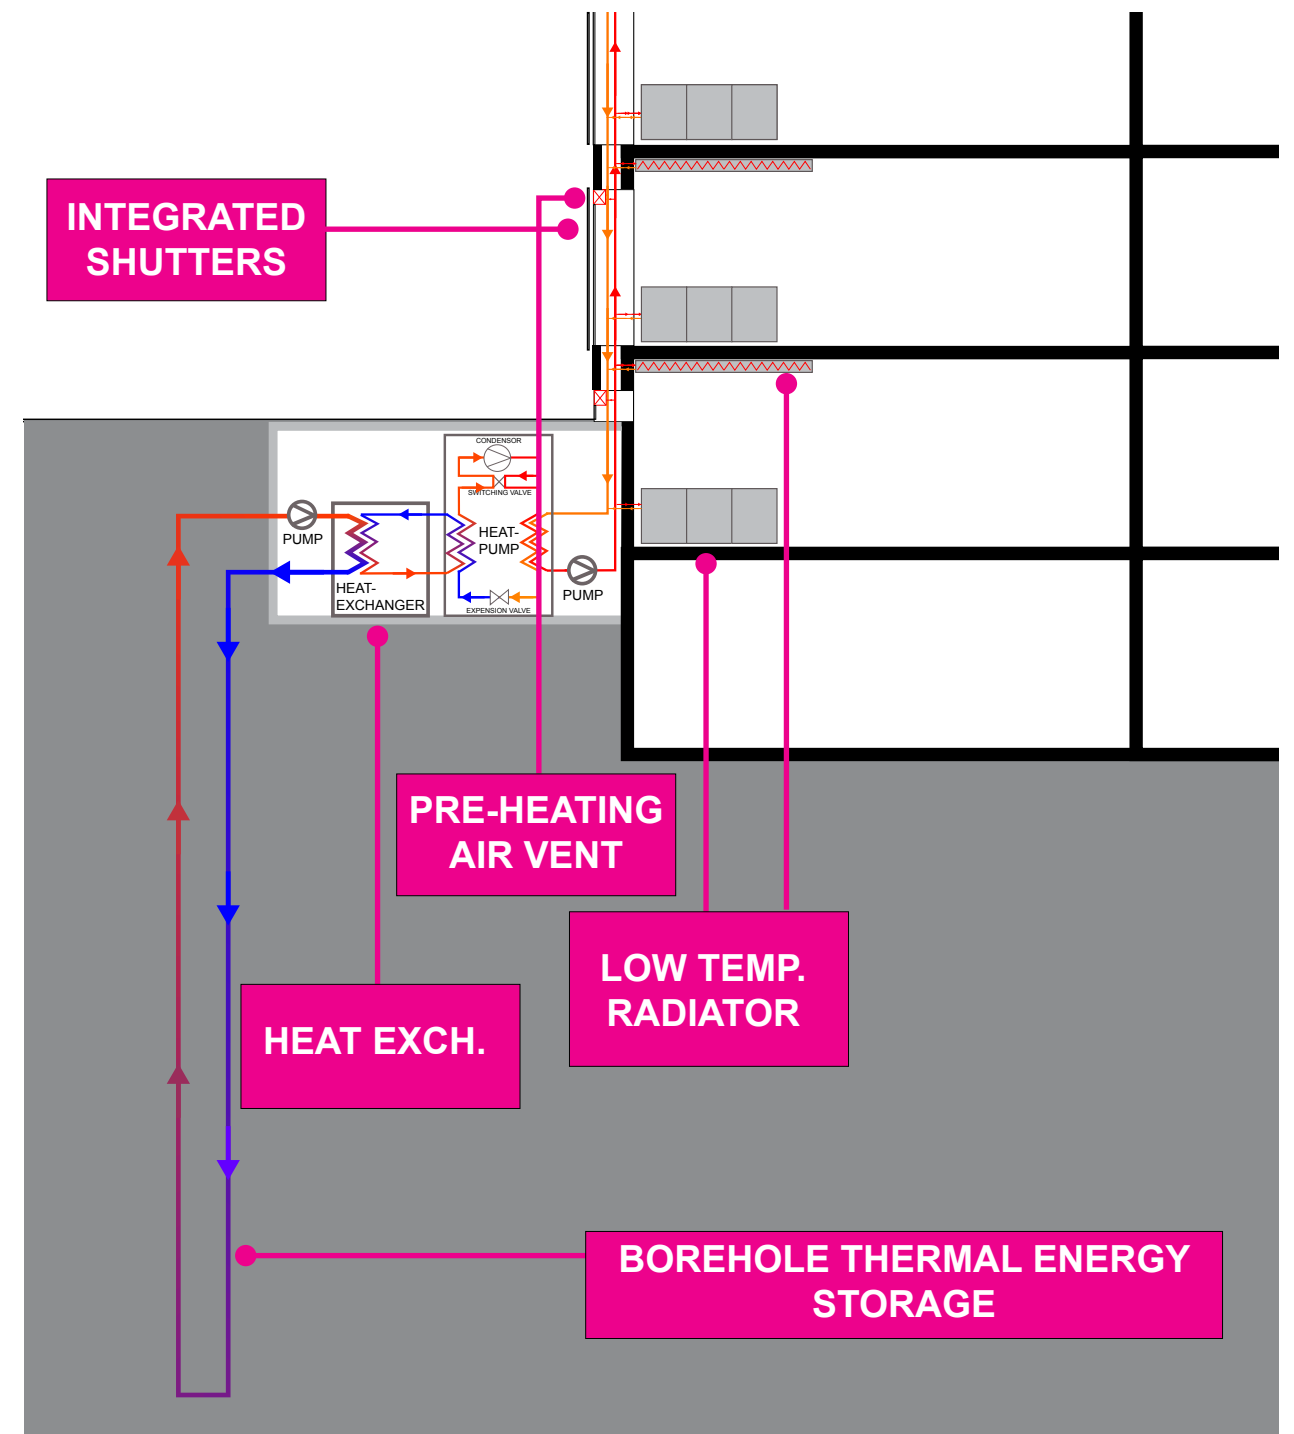 INTEGRATED
SHUTTERS
CONDENSOR
SWITCHING VALVE
PUMP
HEAT-
PUMP
HEAT-
EXCHANGER
EXPENSION VALVE
PUMP
PRE-HEATING
AIR VENT
LOW TEMP.
RADIATOR
HEAT EXCH.
BOREHOLE THERMAL ENERGY
STORAGE